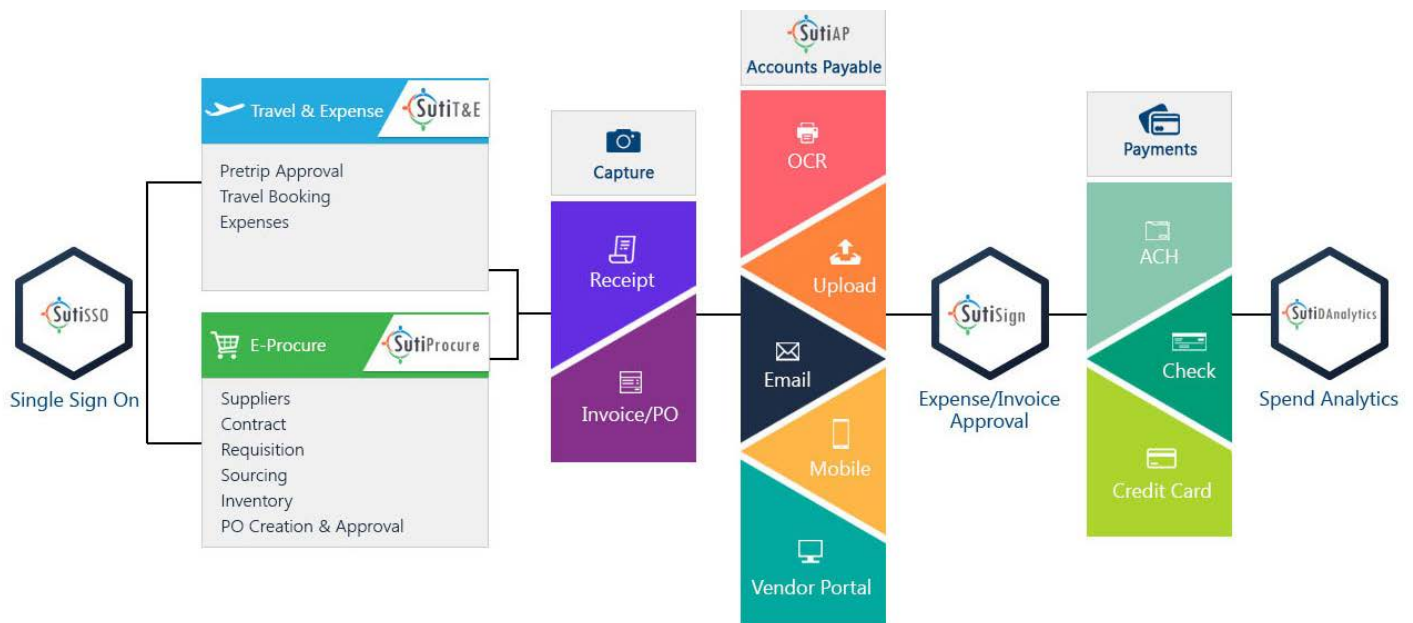 SutiSSO
Single Sign On
Travel & Expense
SutiT&E
Pretrip Approval
Travel Booking
Expenses
E-Procure
SutiProcure
Suppliers
Contract
Requisition
Sourcing
Inventory
PO Creation & Approval
Capture
Receipt
Invoice/PO
SutiAP
Accounts Payable
OCR
Upload
Email
Mobile
Vendor Portal
SutiSign
Expense/Invoice
Approval
Payments
ACH
Check
Credit Card
SutiDAnalytics
Spend Analytics